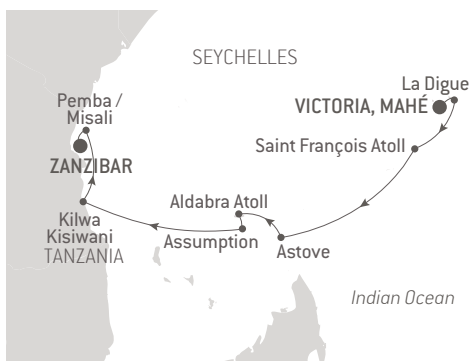 SEYCHELLES
La Digue
VICTORIA, MAHÉ
Pemba /
Misali
Saint François Atoll
ZANZIBAR
Aldabra Atoll
Kilwa
Kisiwani
TANZANIA
Assumption
Astove
Indian Ocean